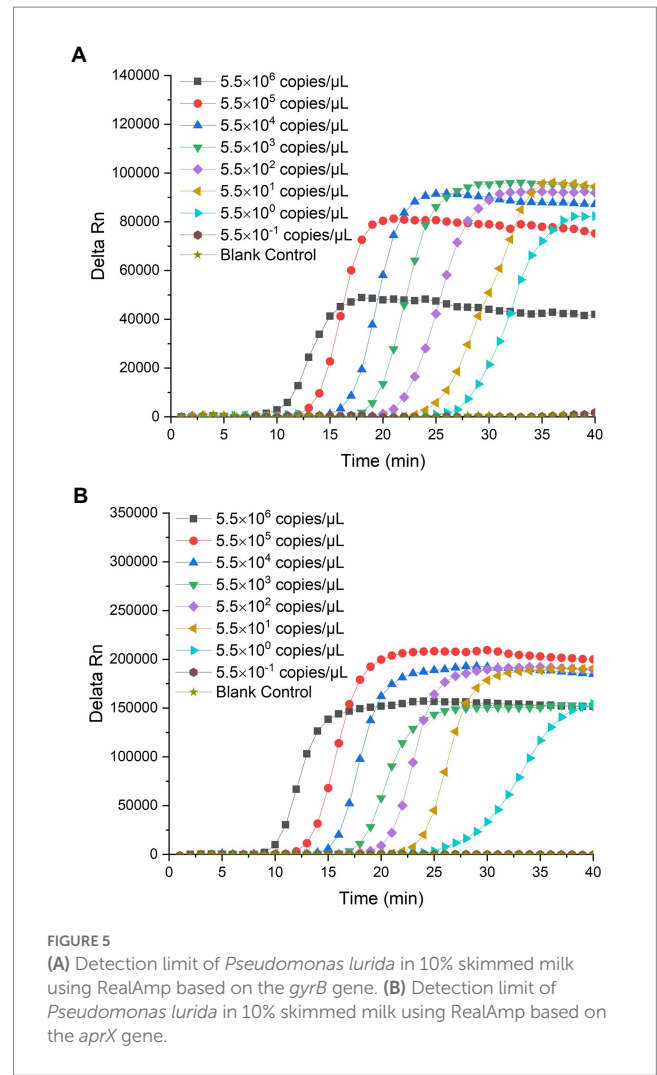 A
140000
120000
100000
80000
60000
40000
20000
0
Delta Rn
5.5×10⁶ copies/μL
5.5×10⁵ copies/μL
5.5×10⁴ copies/μL
5.5×10³ copies/μL
5.5×10² copies/μL
5.5×10¹ copies/μL
5.5×10⁰ copies/μL
5.5×10⁻¹ copies/μL
Blank Control
0 5 10 15 20 25 30 35 40
Time (min)
B
350000
300000
250000
200000
150000
100000
50000
0
Delata Rn
5.5×10⁶ copies/μL
5.5×10⁵ copies/μL
5.5×10⁴ copies/μL
5.5×10³ copies/μL
5.5×10² copies/μL
5.5×10¹ copies/μL
5.5×10⁰ copies/μL
5.5×10⁻¹ copies/μL
Blank Control
0 5 10 15 20 25 30 35 40
Time (min)
FIGURE 5
(A) Detection limit of Pseudomonas lurida in 10% skimmed milk
using RealAmp based on the gyrB gene. (B) Detection limit of
Pseudomonas lurida in 10% skimmed milk using RealAmp based on
the aprX gene.